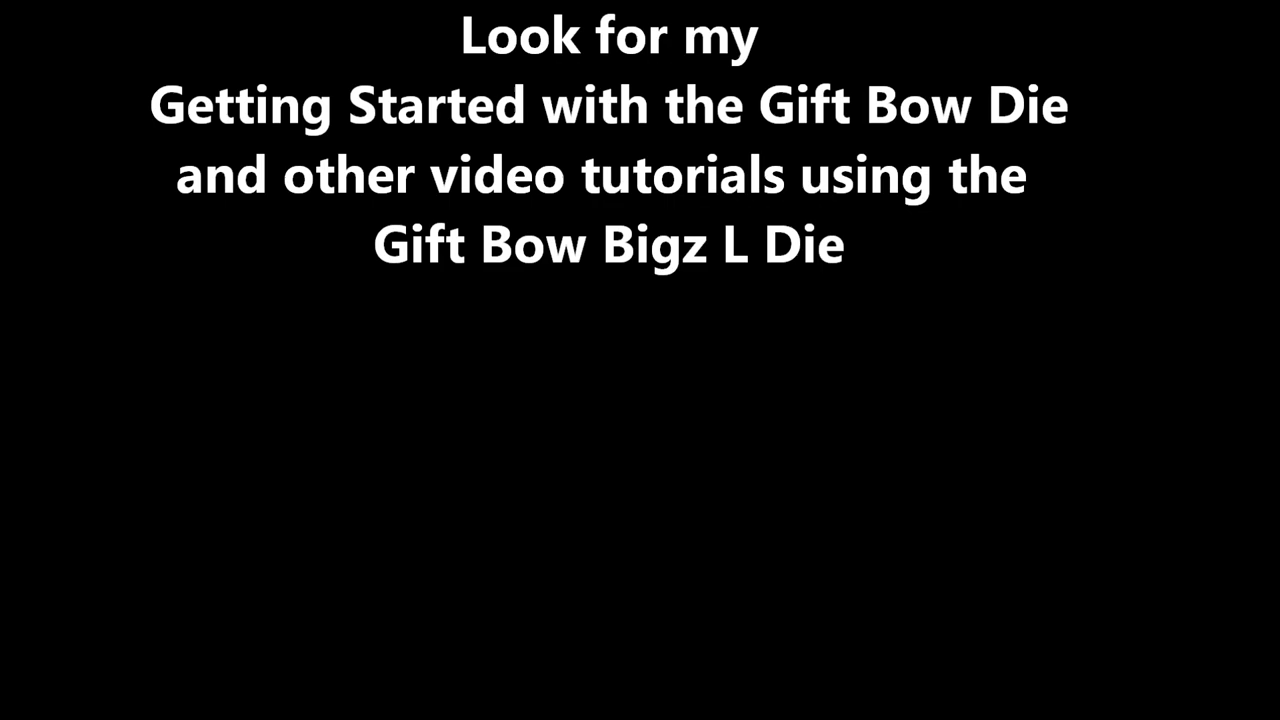 Look for my
Getting Started with the Gift Bow Die
and other video tutorials using the
Gift Bow Bigz L Die